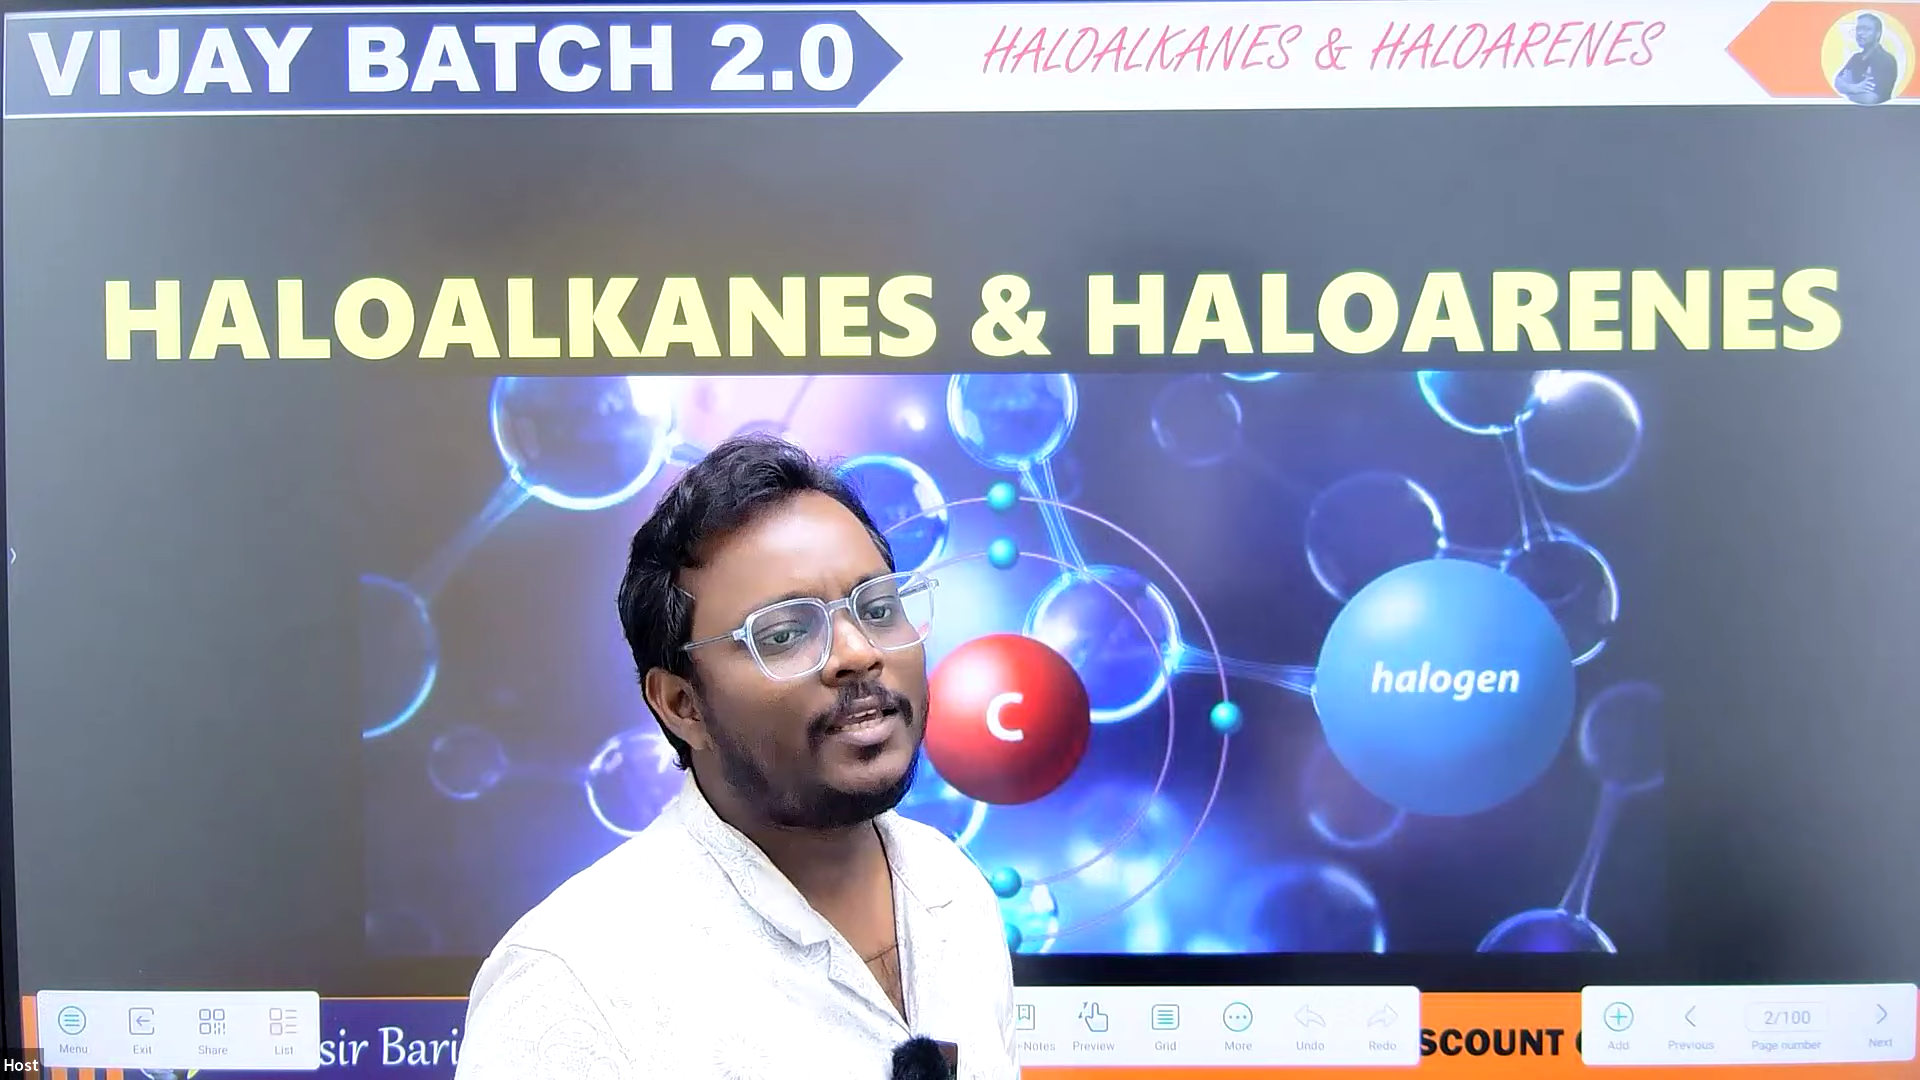 VIJAY BATCH 2.0
HALOALKANES & HALOARENES
HALOALKANES & HALOARENES
C
halogen
Menu
Exit
Share
List
sir Bari
Notes
Preview
Grid
More
Undo
Redo
SCOUNT
Add
Previous
2/100
Page number
Next
Host